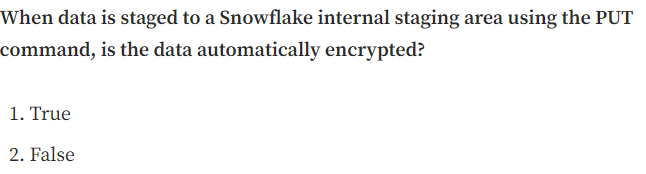 When data is staged to a Snowflake internal staging area using the PUT
command, is the data automatically encrypted?
1. True
2. False